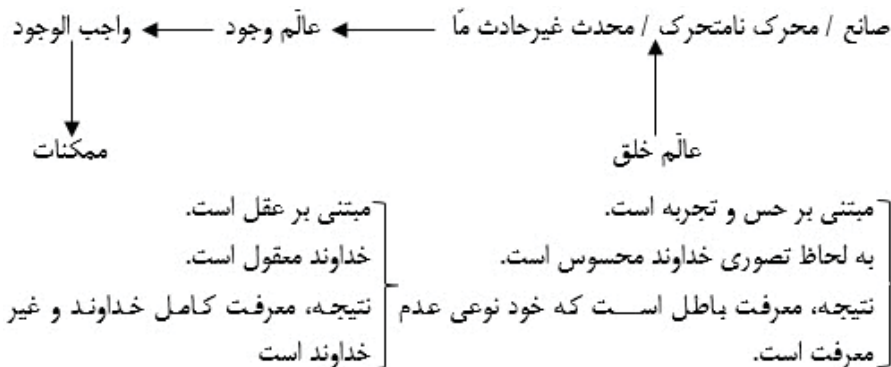 صانع / محرک نامتحرک / محدث غیرحادث مّا ← عالَم وجود ← واجب الوجود
عالَم خلق
ممکنات
مبتنی بر حس و تجربه است.
به لحاظ تصوری خداوند محسوس است.
نتیجه، معرفت باطل است که خود نوعی عدم
معرفت است.
مبتنی بر عقل است.
خداوند معقول است.
نتیجه، معرفت کامل خداوند و غیر
خداوند است